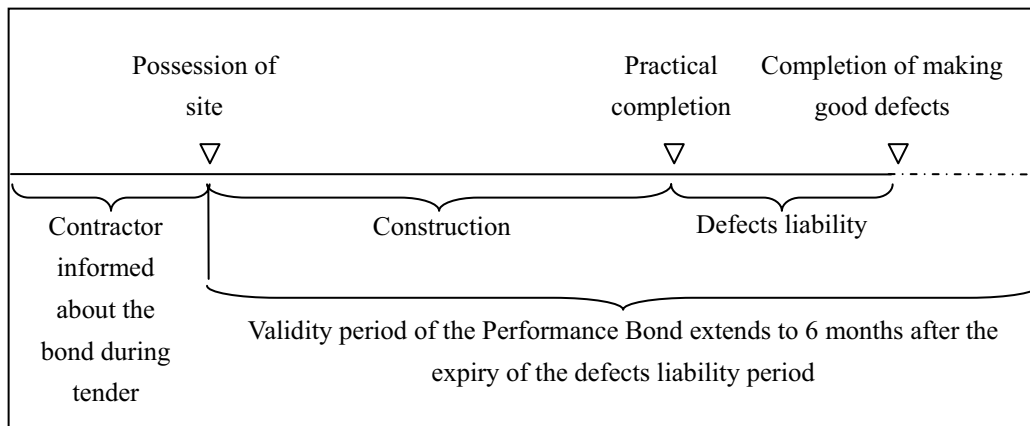 Possession of
site
Practical
completion
Completion of making
good defects
Contractor
informed
about the
bond during
tender
Construction
Defects liability
Validity period of the Performance Bond extends to 6 months after the
expiry of the defects liability period